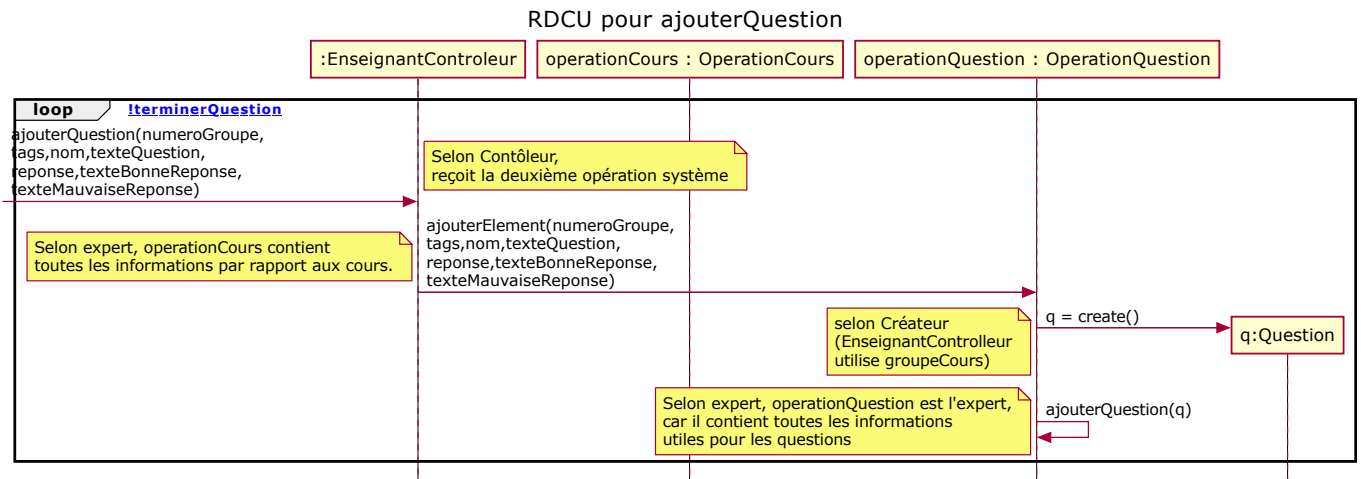 RDCU pour ajouterQuestion
:EnseignantControleur
operationCours : OperationCours
operationQuestion : OperationQuestion
loop
!terminerQuestion
ajouterQuestion(numeroGroupe,
tags,nom,texteQuestion,
reponse,texteBonneReponse,
texteMauvaiseReponse)
Selon Contôleur,
reçoit la deuxième opération système
Selon expert, operationCours contient
toutes les informations par rapport aux cours.
ajouterElement(numeroGroupe,
tags,nom,texteQuestion,
reponse,texteBonneReponse,
texteMauvaiseReponse)
selon Créateur
(EnseignantControlleur
utilise groupeCours)
q = create()
q:Question
Selon expert, operationQuestion est l'expert,
car il contient toutes les informations
utiles pour les questions
ajouterQuestion(q)